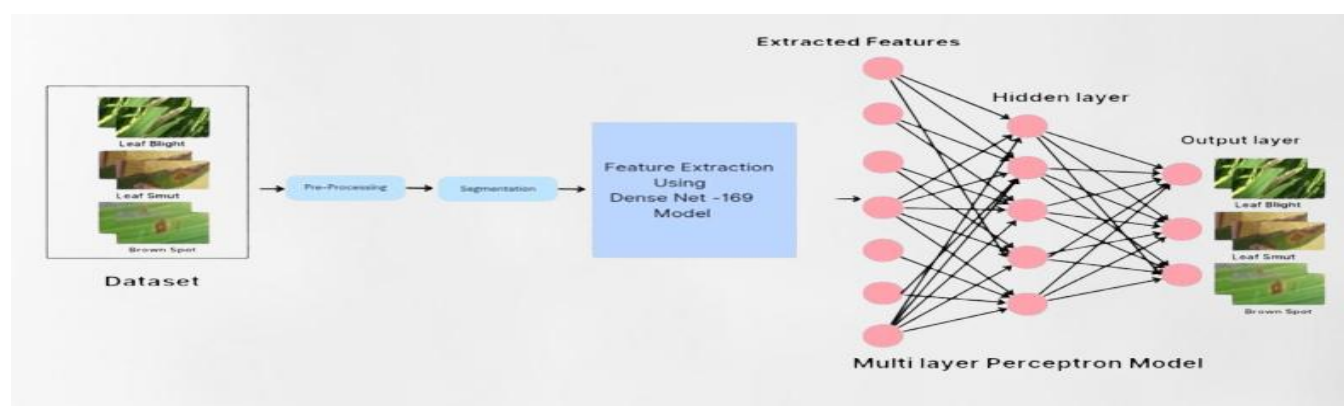 Leaf Blight
Leaf Smut
Brown Spot
Dataset
Pre-Processing
Segmentation
Feature Extraction
Using
Dense Net -169
Model
Extracted Features
Hidden layer
Output layer
Leaf Blight
Leaf Smut
Brown Spot
Multi layer Perceptron Model